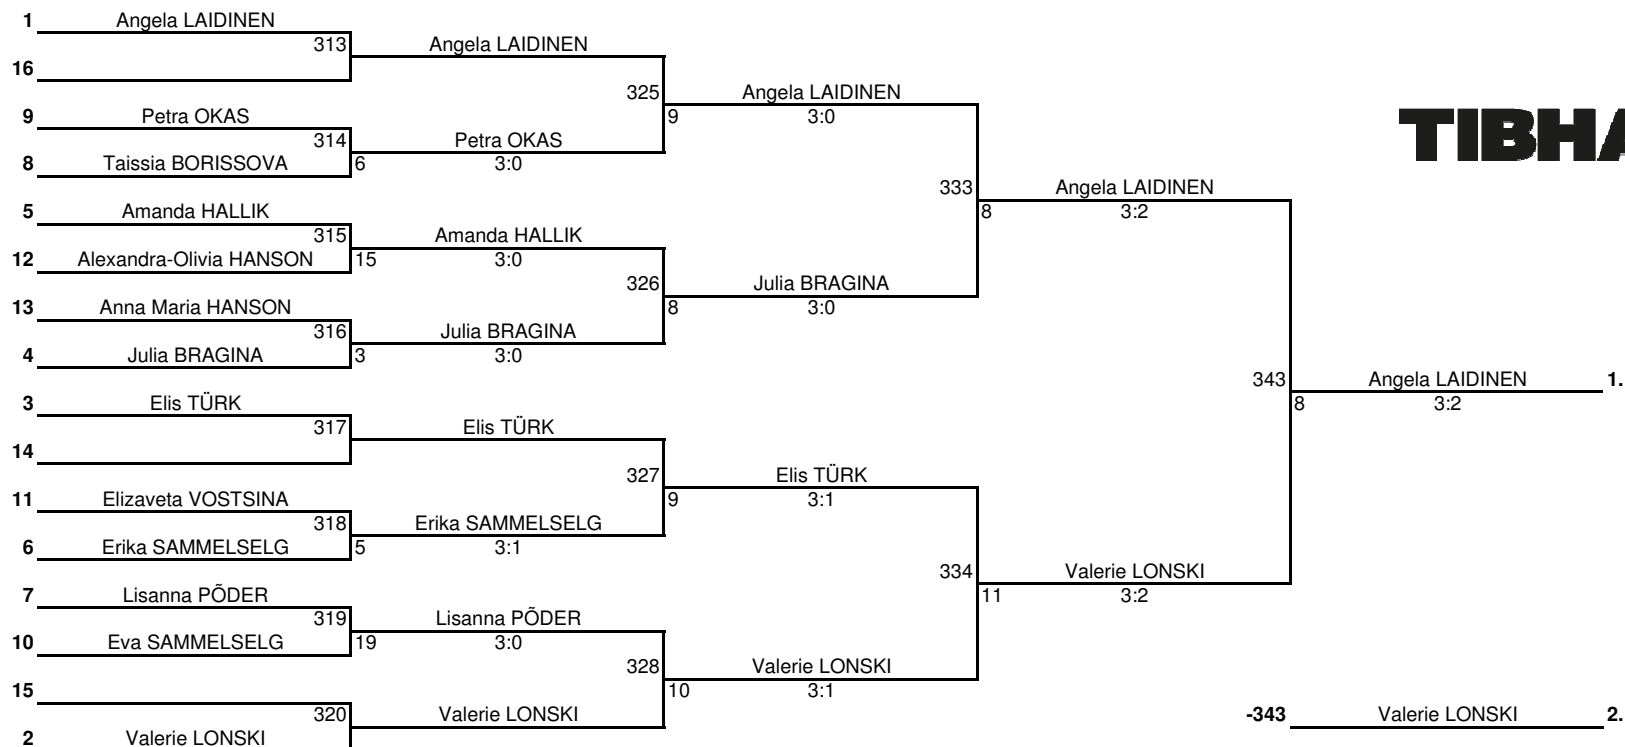 1 Angela LAIDINEN
313 Angela LAIDINEN
16
325 Angela LAIDINEN
9 Petra OKAS 9 3:0
314 Petra OKAS
8 Taissia BORISSOVA 6 3:0
TIBHA
333 Angela LAIDINEN
5 Amanda HALLIK 8 3:2
315 Amanda HALLIK
12 Alexandra-Olivia HANSON 15 3:0
326 Julia BRAGINA
13 Anna Maria HANSON 8 3:0
316 Julia BRAGINA
4 Julia BRAGINA 3 3:0
343 Angela LAIDINEN 1.
3 Elis TÜRK 8 3:2
317 Elis TÜRK
14
327 Elis TÜRK
11 Elizaveta VOSTSINA 9 3:1
318 Erika SAMMELSELG
6 Erika SAMMELSELG 5 3:1
334 Valerie LONSKI
7 Lisanna PÕDER 11 3:2
319 Lisanna PÕDER
10 Eva SAMMELSELG 19 3:0
328 Valerie LONSKI
15 10 3:1
320 Valerie LONSKI -343 Valerie LONSKI 2.
2 Valerie LONSKI